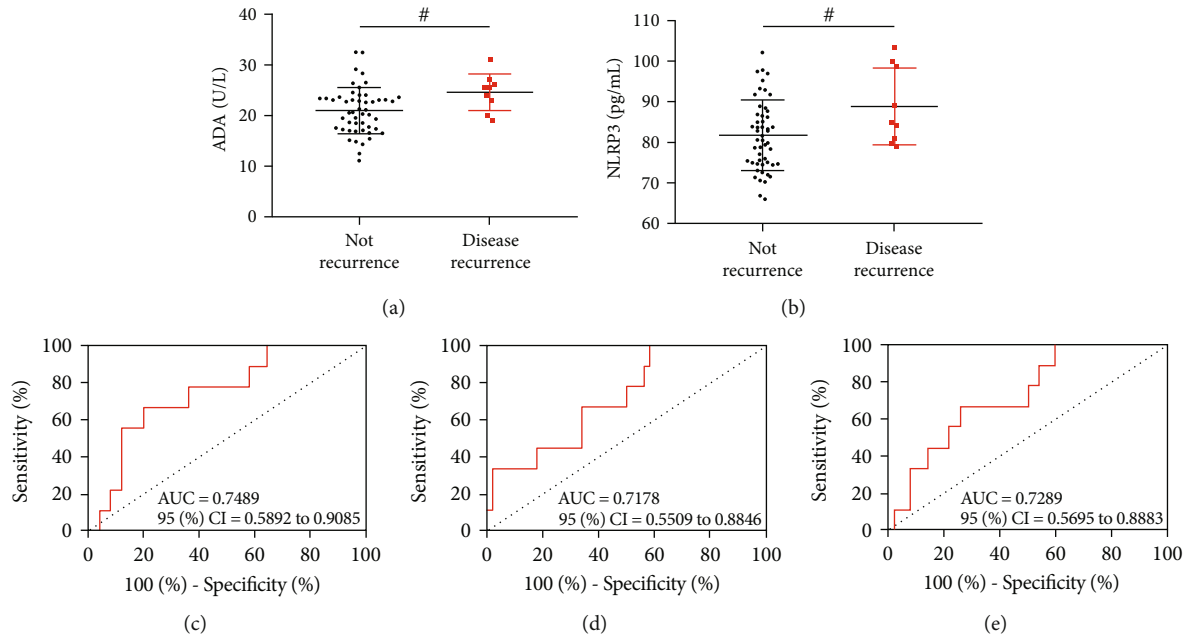 #
40
30
20
10
0
ADA (U/L)
Not
recurrence
Disease
recurrence
(a)
#
110
100
90
80
70
60
NLRP3 (pg/mL)
Not
recurrence
Disease
recurrence
(b)
100
80
60
40
20
0
Sensitivity (%)
AUC = 0.7489
95 (%) CI = 0.5892 to 0.9085
0 20 40 60 80 100
100 (%) - Specificity (%)
(c)
100
80
60
40
20
0
Sensitivity (%)
AUC = 0.7178
95 (%) CI = 0.5509 to 0.8846
0 20 40 60 80 100
100 (%) - Specificity (%)
(d)
100
80
60
40
20
0
Sensitivity (%)
AUC = 0.7289
95 (%) CI = 0.5695 to 0.8883
0 20 40 60 80 100
100 (%) - Specificity (%)
(e)